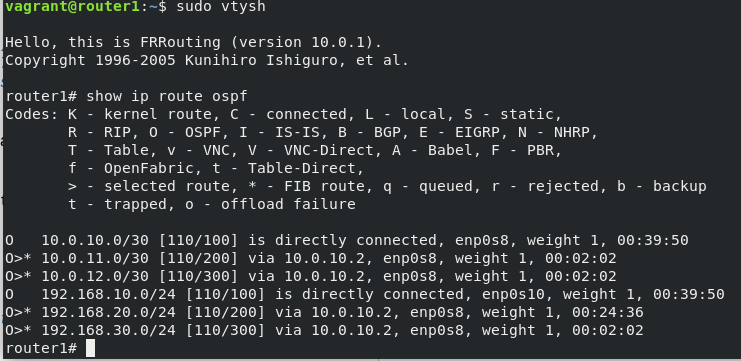 vagrant@router1:~$ sudo vtysh
Hello, this is FRRouting (version 10.0.1).
Copyright 1996-2005 Kunihiro Ishiguro, et al.
router1# show ip route ospf
Codes: K - kernel route, C - connected, L - local, S - static,
R - RIP, O - OSPF, I - IS-IS, B - BGP, E - EIGRP, N - NHRP,
T - Table, v - VNC, V - VNC-Direct, A - Babel, F - PBR,
f - OpenFabric, t - Table-Direct,
> - selected route, * - FIB route, q - queued, r - rejected, b - backup
t - trapped, o - offload failure
O   10.0.10.0/30 [110/100] is directly connected, enp0s8, weight 1, 00:39:50
O>* 10.0.11.0/30 [110/200] via 10.0.10.2, enp0s8, weight 1, 00:02:02
O>* 10.0.12.0/30 [110/300] via 10.0.10.2, enp0s8, weight 1, 00:02:02
O   192.168.10.0/24 [110/100] is directly connected, enp0s10, weight 1, 00:39:50
O>* 192.168.20.0/24 [110/200] via 10.0.10.2, enp0s8, weight 1, 00:24:36
O>* 192.168.30.0/24 [110/300] via 10.0.10.2, enp0s8, weight 1, 00:02:02
router1#